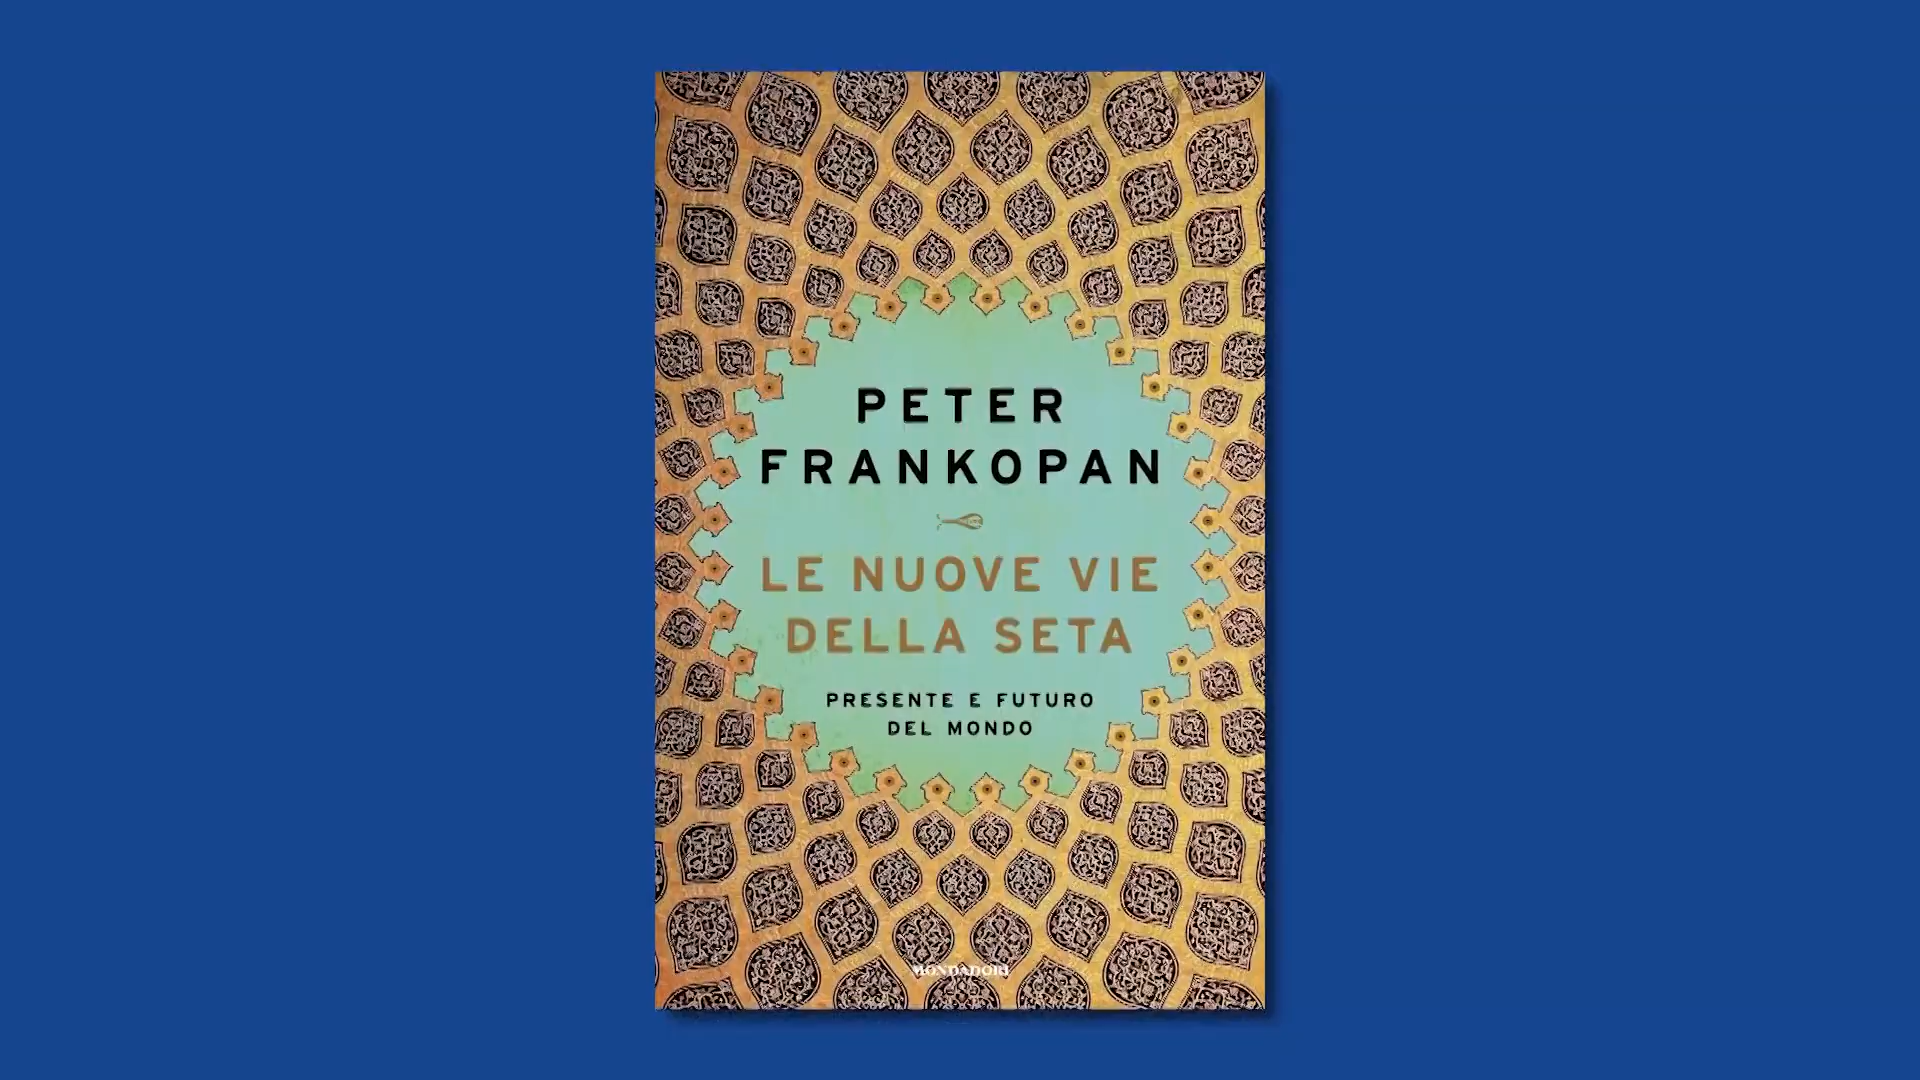 PETER
FRANKOPAN
LE NUOVE VIE
DELLA SETA
PRESENTE E FUTURO
DEL MONDO
MONDADORI